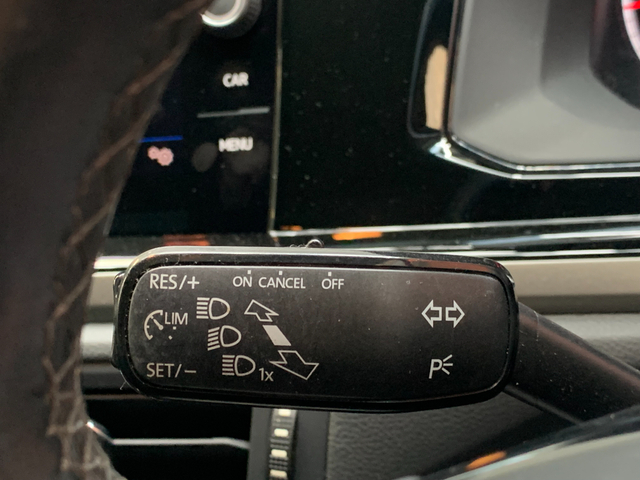 CAR
MENU
RES/+ ON CANCEL OFF
LIM
SET/− 1x
P